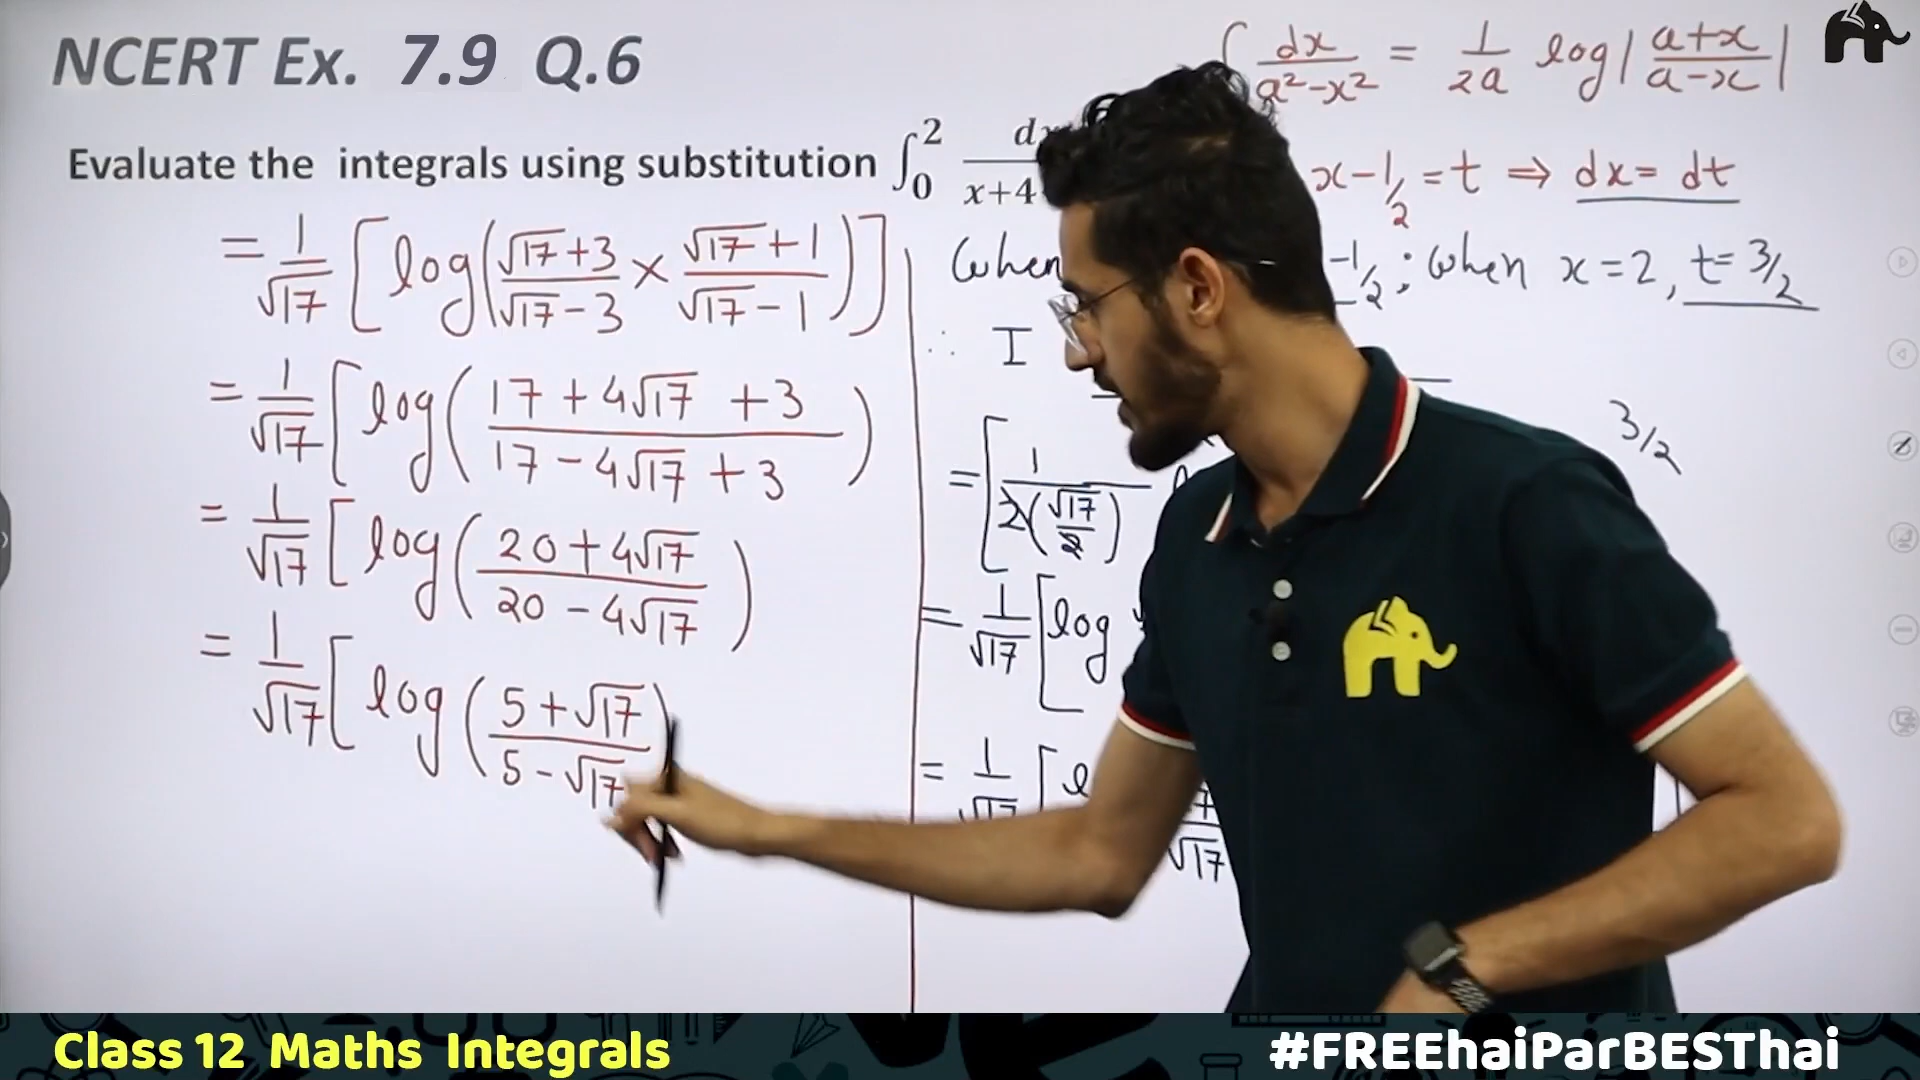 NCERT Ex. 7.9 Q.6
∫ dx/(a²-x²) = 1/(2a) log|(a+x)/(a-x)|
Evaluate the integrals using substitution ∫₀² dx/(x+4
x-1/2 = t ⇒ dx = dt
When -1/2 ; when x=2, t=3/2
∴ I
= 1/√17 [log((√17+3)/(√17-3) × (√17+1)/(√17-1))]
= 1/√17 [log((17+4√17+3)/(17-4√17+3))
= 1/√17 [log((20+4√17)/(20-4√17))
= 1/√17 [log((5+√17)/(5-√17))
3/2
= [1/(2(√17/2))
= 1/√17 [log
= 1/√17 [
√17
Class 12 Maths Integrals
#FREEhaiParBESThai